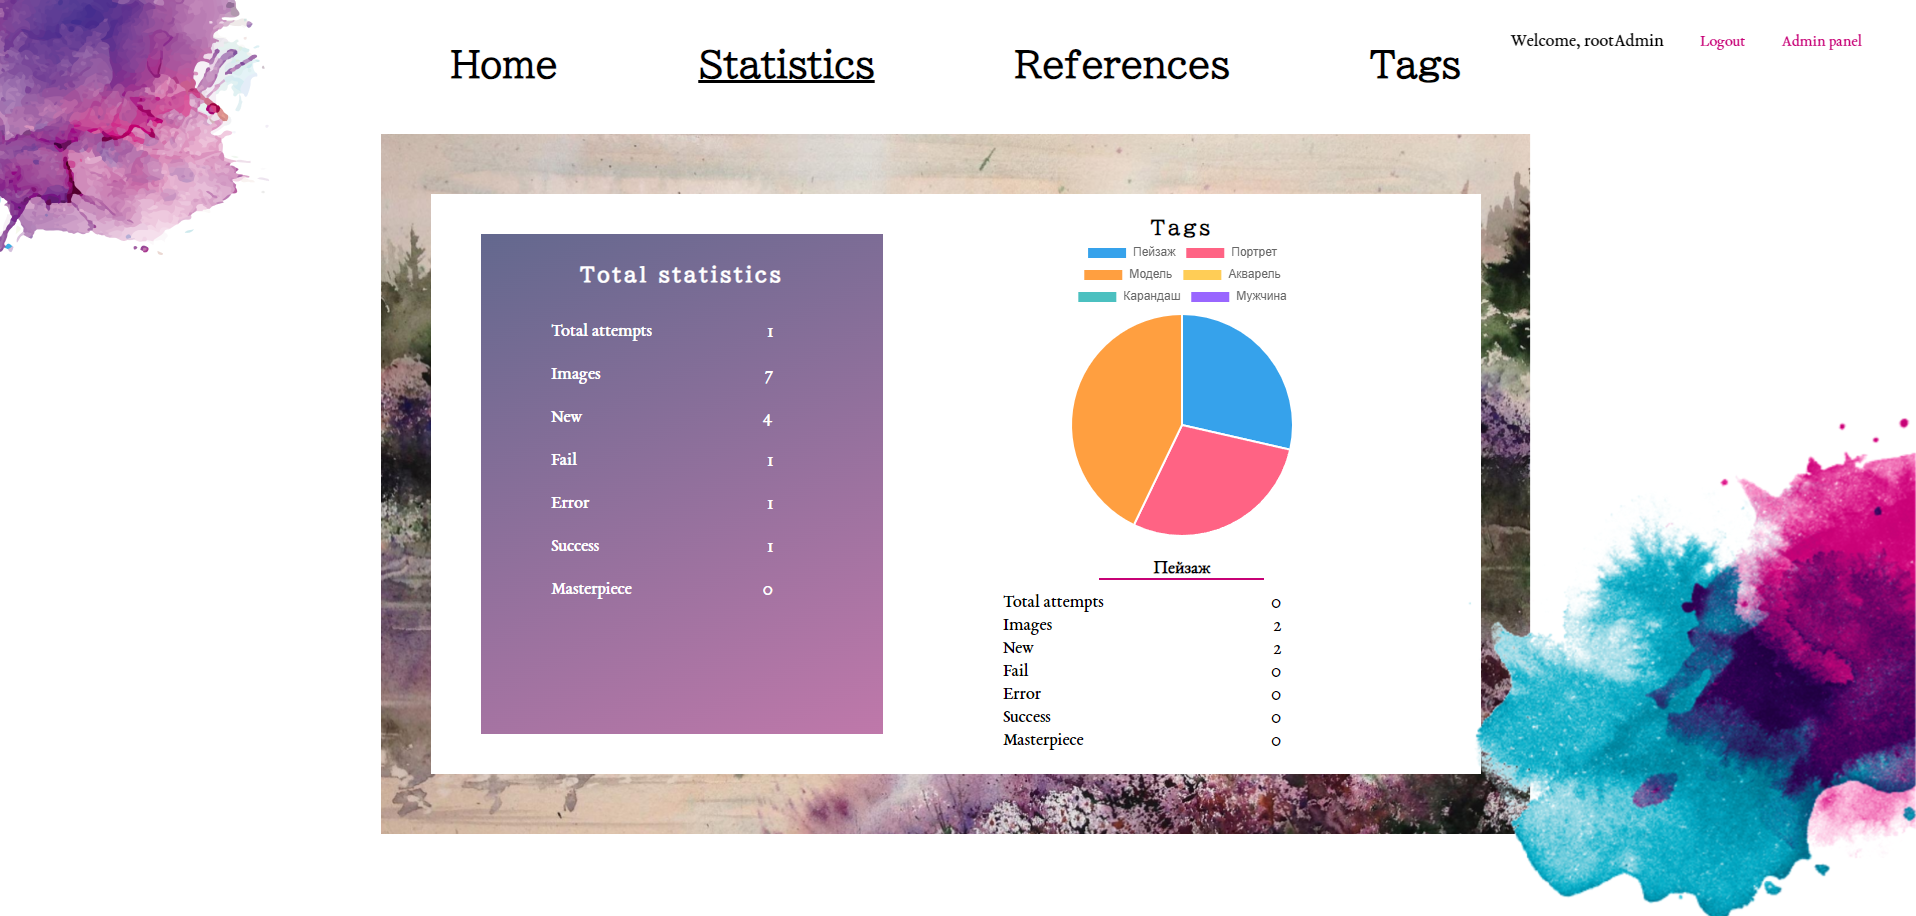 Home Statistics References Tags
Welcome, rootAdmin Logout Admin panel
Total statistics
Total attempts 1
Images 7
New 4
Fail 1
Error 1
Success 1
Masterpiece 0
Tags
Пейзаж Портрет
Модель Акварель
Карандаш Мужчина
Пейзаж
Total attempts 0
Images 2
New 2
Fail 0
Error 0
Success 0
Masterpiece 0